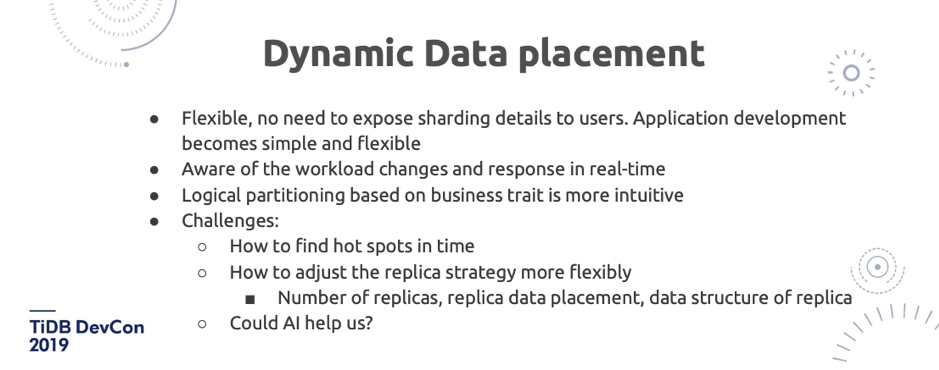 Dynamic Data placement
● Flexible, no need to expose sharding details to users. Application development
becomes simple and flexible
● Aware of the workload changes and response in real-time
● Logical partitioning based on business trait is more intuitive
● Challenges:
○ How to find hot spots in time
○ How to adjust the replica strategy more flexibly
■ Number of replicas, replica data placement, data structure of replica
○ Could AI help us?
TiDB DevCon
2019